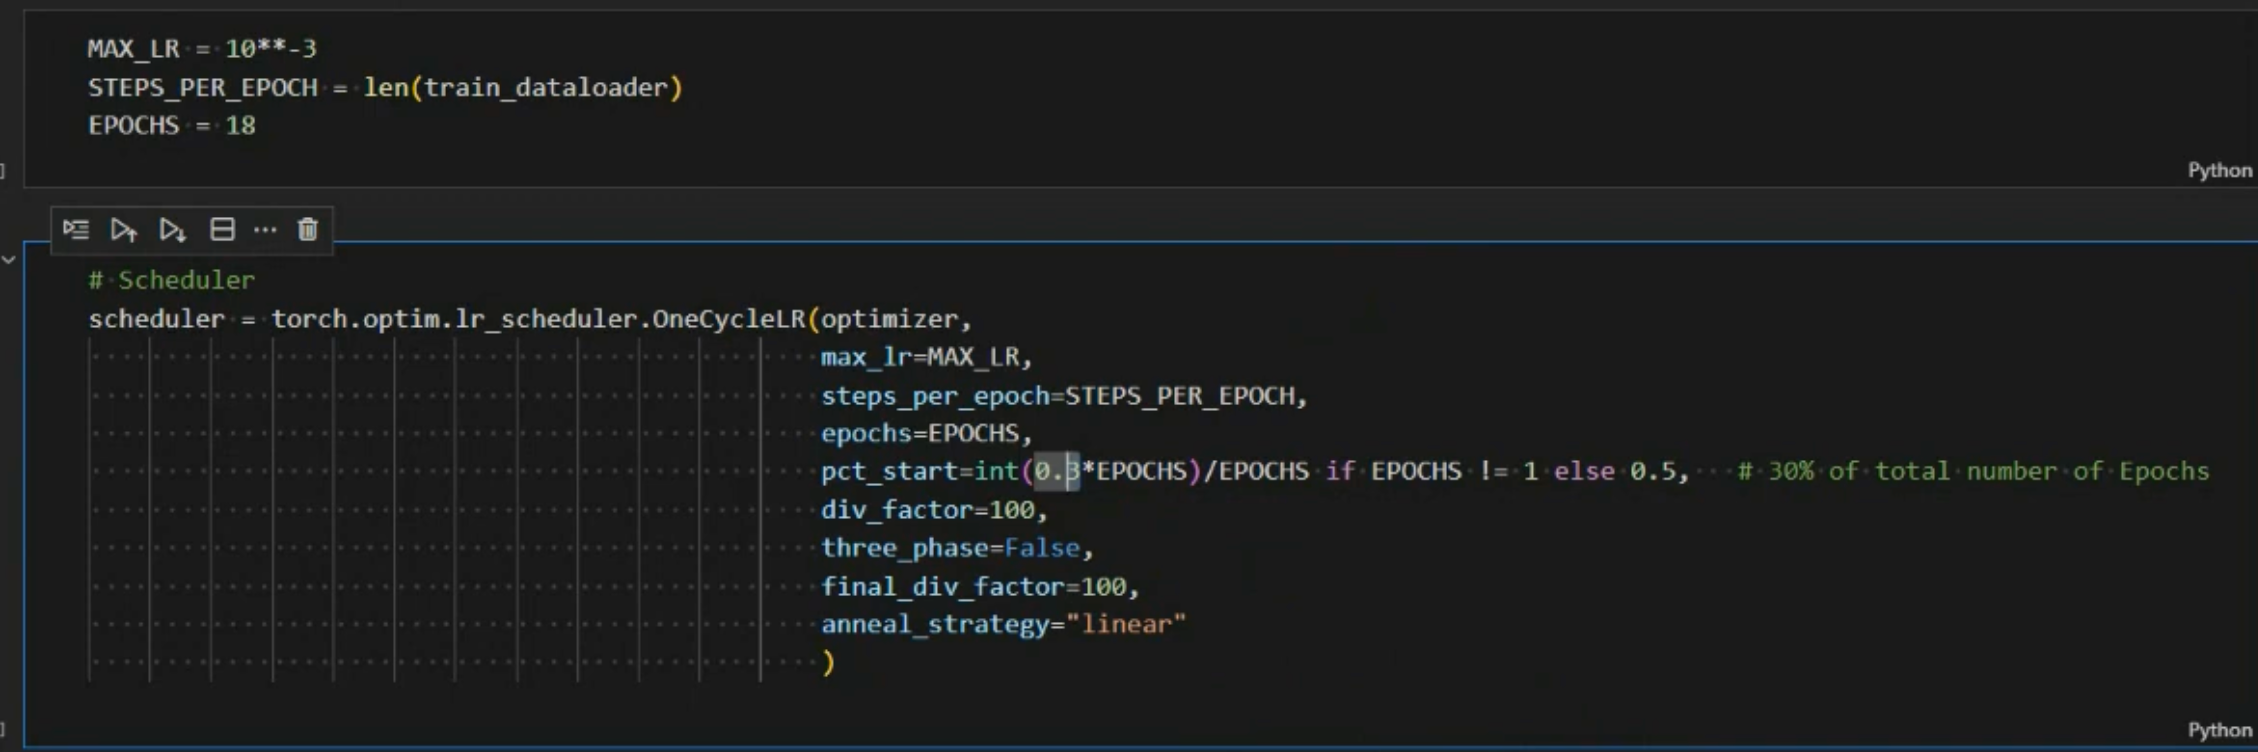 MAX_LR = 10**-3
STEPS_PER_EPOCH = len(train_dataloader)
EPOCHS = 18
Python
# Scheduler
scheduler = torch.optim.lr_scheduler.OneCycleLR(optimizer,
max_lr=MAX_LR,
steps_per_epoch=STEPS_PER_EPOCH,
epochs=EPOCHS,
pct_start=int(0.3*EPOCHS)/EPOCHS if EPOCHS != 1 else 0.5,   # 30% of total number of Epochs
div_factor=100,
three_phase=False,
final_div_factor=100,
anneal_strategy="linear"
)
Python